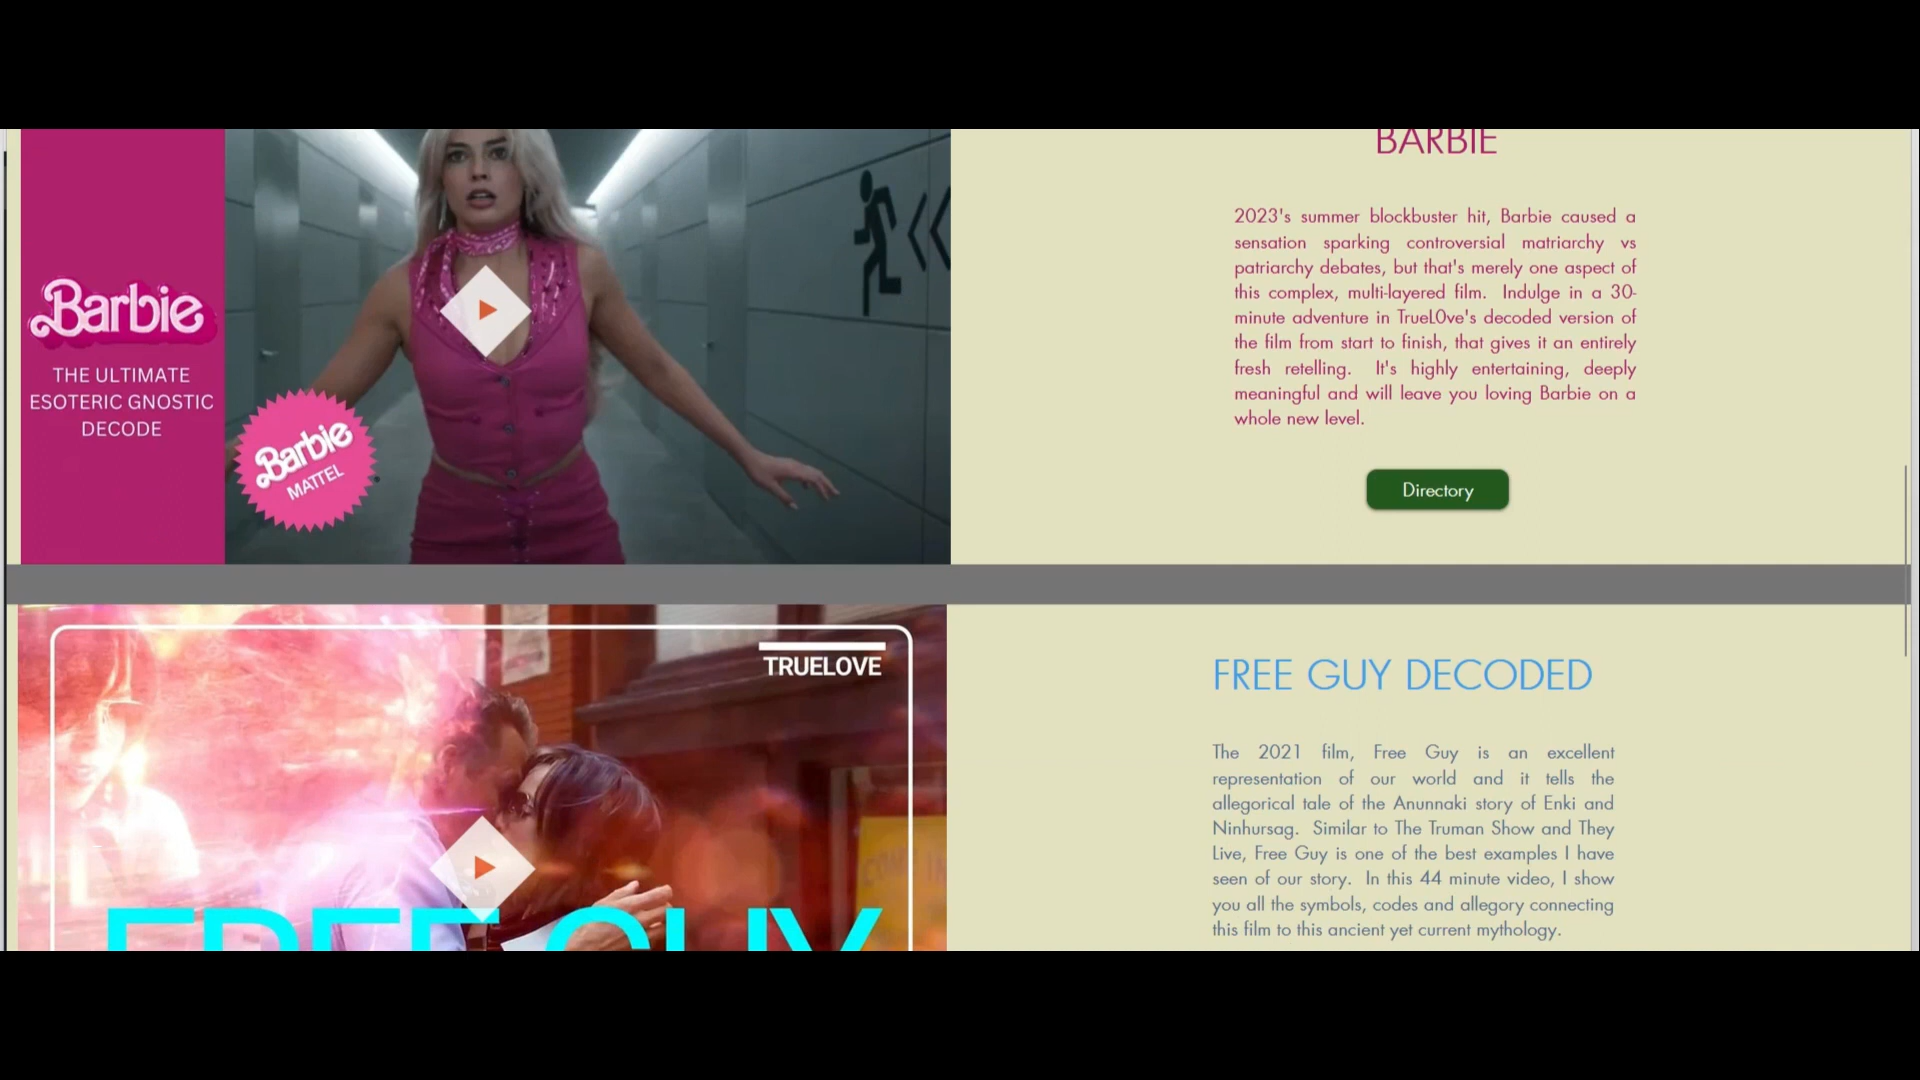 Barbie
THE ULTIMATE
ESOTERIC GNOSTIC
DECODE
Barbie
MATTEL
BARBIE
2023's summer blockbuster hit, Barbie caused a
sensation sparking controversial matriarchy vs
patriarchy debates, but that's merely one aspect of
this complex, multi-layered film. Indulge in a 30-
minute adventure in TrueL0ve's decoded version of
the film from start to finish, that gives it an entirely
fresh retelling. It's highly entertaining, deeply
meaningful and will leave you loving Barbie on a
whole new level.
Directory
TRUELOVE
COME IN
FREE GUY
FREE GUY DECODED
The 2021 film, Free Guy is an excellent
representation of our world and it tells the
allegorical tale of the Anunnaki story of Enki and
Ninhursag. Similar to The Truman Show and They
Live, Free Guy is one of the best examples I have
seen of our story. In this 44 minute video, I show
you all the symbols, codes and allegory connecting
this film to this ancient yet current mythology.